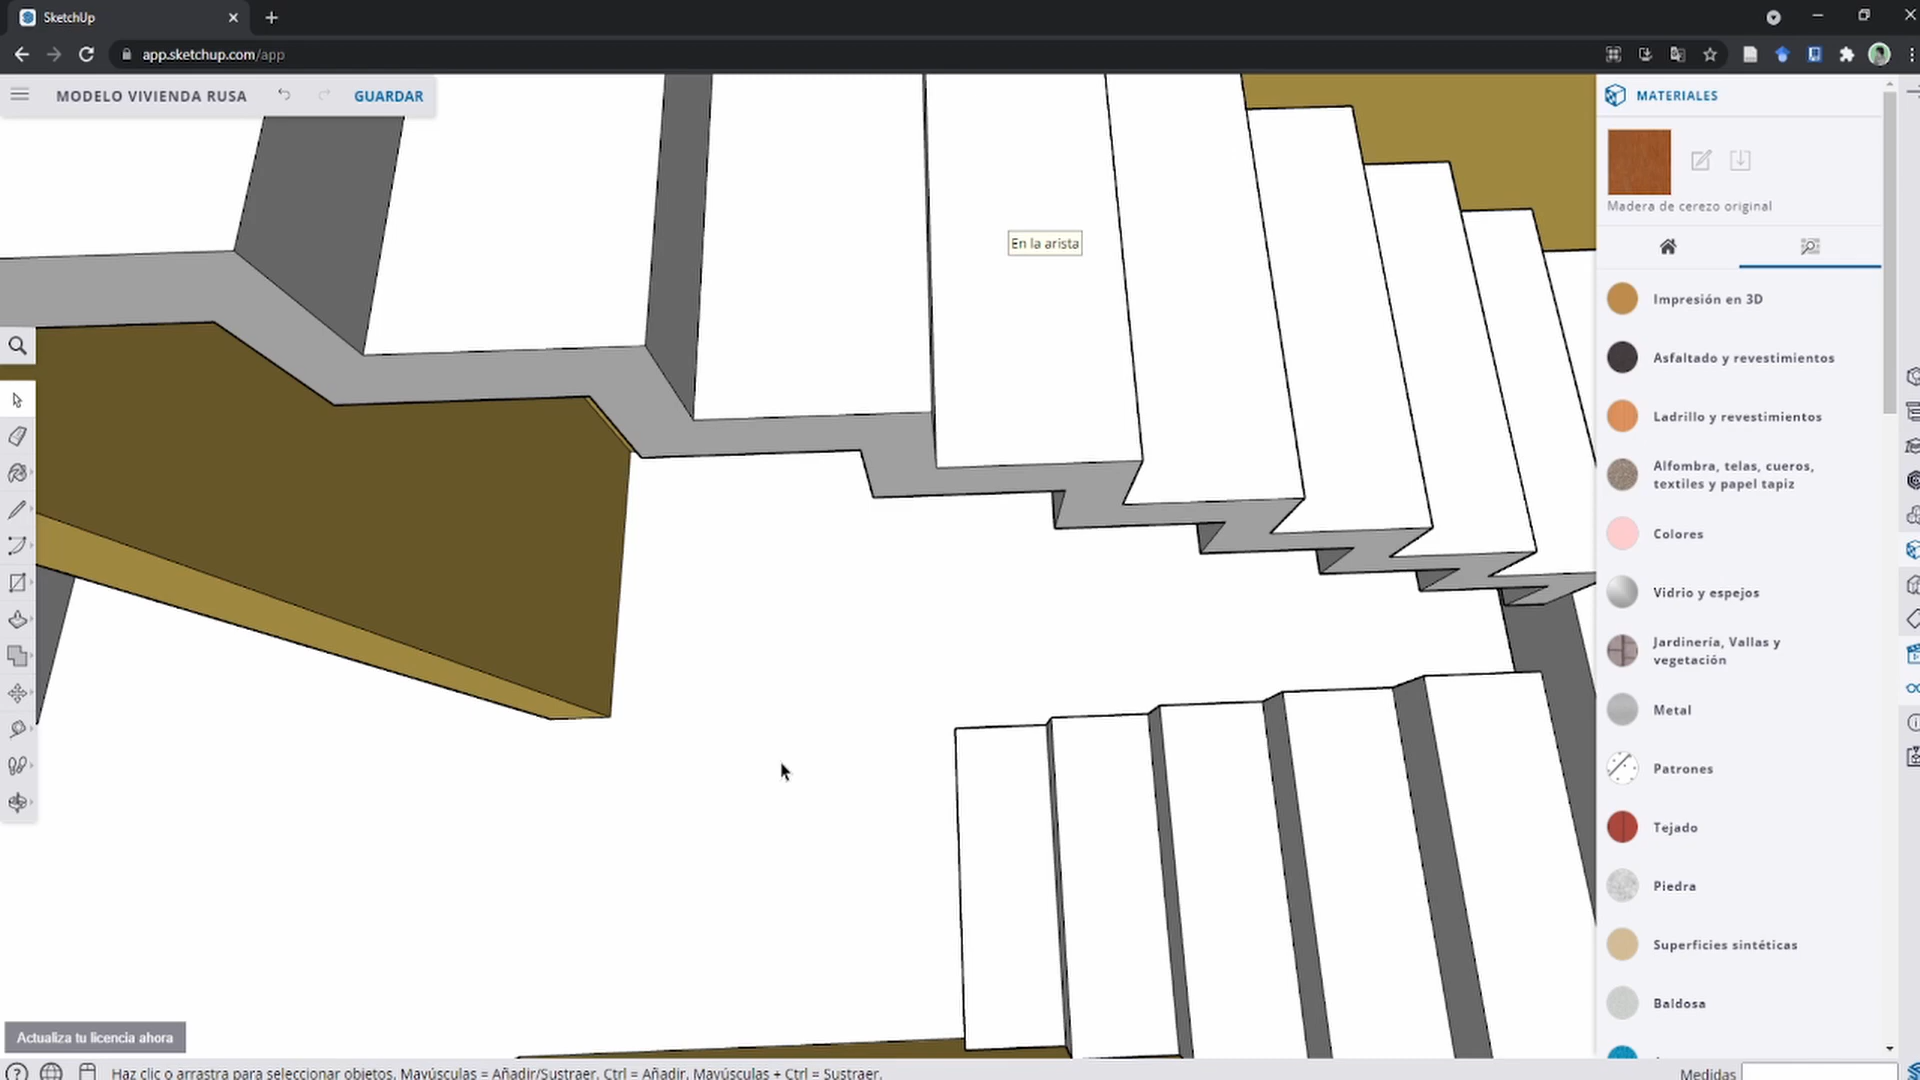 SketchUp
app.sketchup.com/app
MODELO VIVIENDA RUSA
GUARDAR
En la arista
MATERIALES
Madera de cerezo original
Impresión en 3D
Asfaltado y revestimientos
Ladrillo y revestimientos
Alfombra, telas, cueros,
textiles y papel tapiz
Colores
Vidrio y espejos
Jardinería, Vallas y
vegetación
Metal
Patrones
Tejado
Piedra
Superficies sintéticas
Baldosa
Actualiza tu licencia ahora
Haz clic o arrastra para seleccionar objetos. Mayúsculas = Añadir/Sustraer. Ctrl = Añadir. Mayúsculas + Ctrl = Sustraer.
Medidas